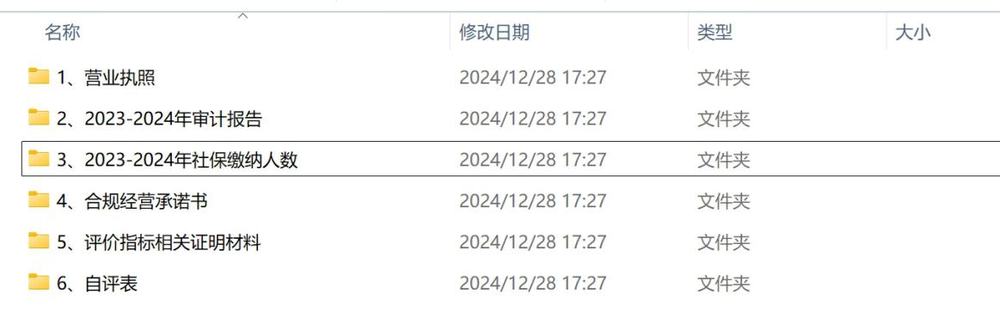 名称 修改日期 类型 大小
1、营业执照 2024/12/28 17:27 文件夹
2、2023-2024年审计报告 2024/12/28 17:27 文件夹
3、2023-2024年社保缴纳人数 2024/12/28 17:27 文件夹
4、合规经营承诺书 2024/12/28 17:27 文件夹
5、评价指标相关证明材料 2024/12/28 17:27 文件夹
6、自评表 2024/12/28 17:27 文件夹